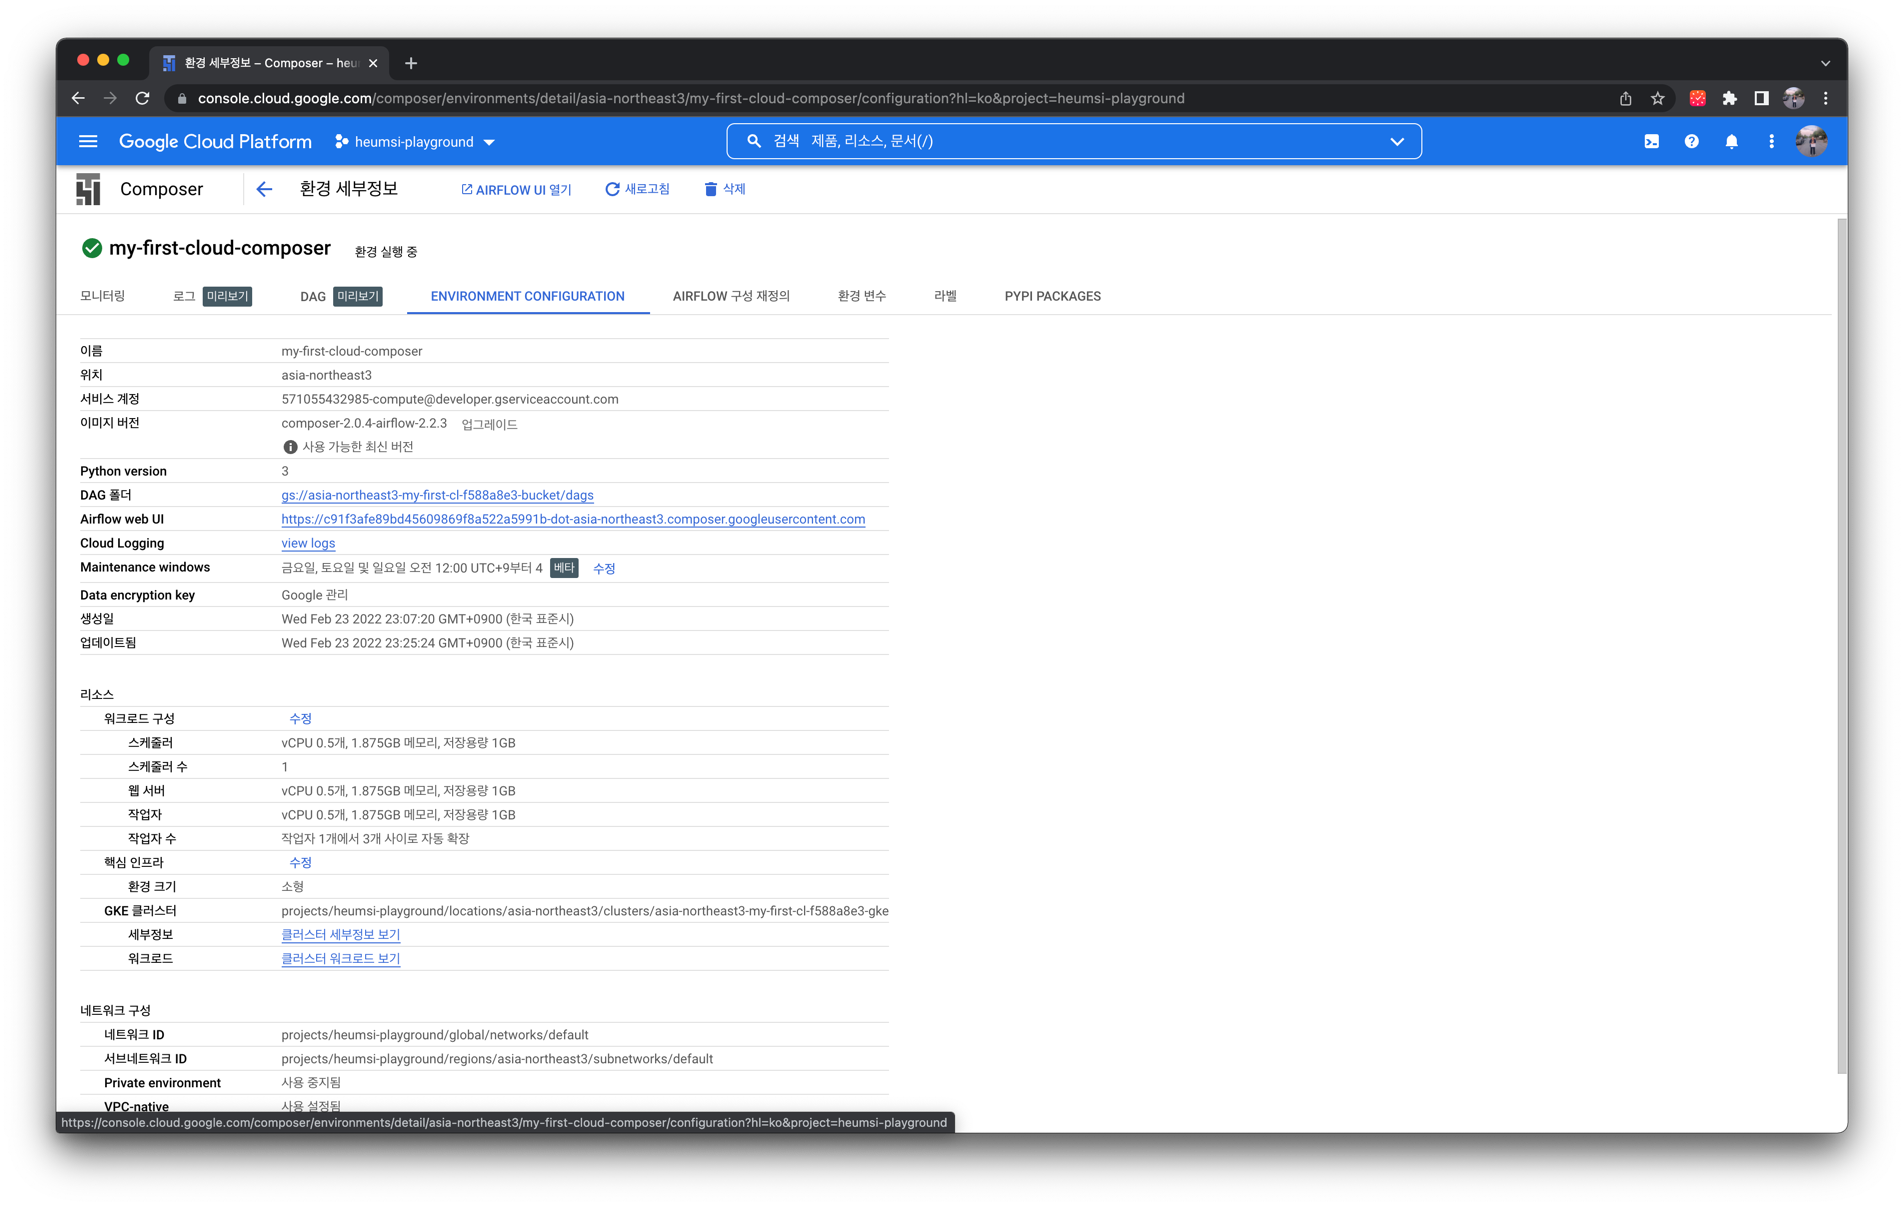 환경 세부정보 – Composer – heu
console.cloud.google.com/composer/environments/detail/asia-northeast3/my-first-cloud-composer/configuration?hl=ko&project=heumsi-playground
Google Cloud Platform heumsi-playground 검색 제품, 리소스, 문서(/)
Composer 환경 세부정보 AIRFLOW UI 열기 새로고침 삭제
my-first-cloud-composer 환경 실행 중
모니터링 로그 미리보기 DAG 미리보기 ENVIRONMENT CONFIGURATION AIRFLOW 구성 재정의 환경 변수 라벨 PYPI PACKAGES
이름 my-first-cloud-composer
위치 asia-northeast3
서비스 계정 571055432985-compute@developer.gserviceaccount.com
이미지 버전 composer-2.0.4-airflow-2.2.3 업그레이드
사용 가능한 최신 버전
Python version 3
DAG 폴더 gs://asia-northeast3-my-first-cl-f588a8e3-bucket/dags
Airflow web UI https://c91f3afe89bd45609869f8a522a5991b-dot-asia-northeast3.composer.googleusercontent.com
Cloud Logging view logs
Maintenance windows 금요일, 토요일 및 일요일 오전 12:00 UTC+9부터 4 베타 수정
Data encryption key Google 관리
생성일 Wed Feb 23 2022 23:07:20 GMT+0900 (한국 표준시)
업데이트됨 Wed Feb 23 2022 23:25:24 GMT+0900 (한국 표준시)
리소스
워크로드 구성 수정
스케줄러 vCPU 0.5개, 1.875GB 메모리, 저장용량 1GB
스케줄러 수 1
웹 서버 vCPU 0.5개, 1.875GB 메모리, 저장용량 1GB
작업자 vCPU 0.5개, 1.875GB 메모리, 저장용량 1GB
작업자 수 작업자 1개에서 3개 사이로 자동 확장
핵심 인프라 수정
환경 크기 소형
GKE 클러스터 projects/heumsi-playground/locations/asia-northeast3/clusters/asia-northeast3-my-first-cl-f588a8e3-gke
세부정보 클러스터 세부정보 보기
워크로드 클러스터 워크로드 보기
네트워크 구성
네트워크 ID projects/heumsi-playground/global/networks/default
서브네트워크 ID projects/heumsi-playground/regions/asia-northeast3/subnetworks/default
Private environment 사용 중지됨
VPC-native 사용 설정됨
https://console.cloud.google.com/composer/environments/detail/asia-northeast3/my-first-cloud-composer/configuration?hl=ko&project=heumsi-playground